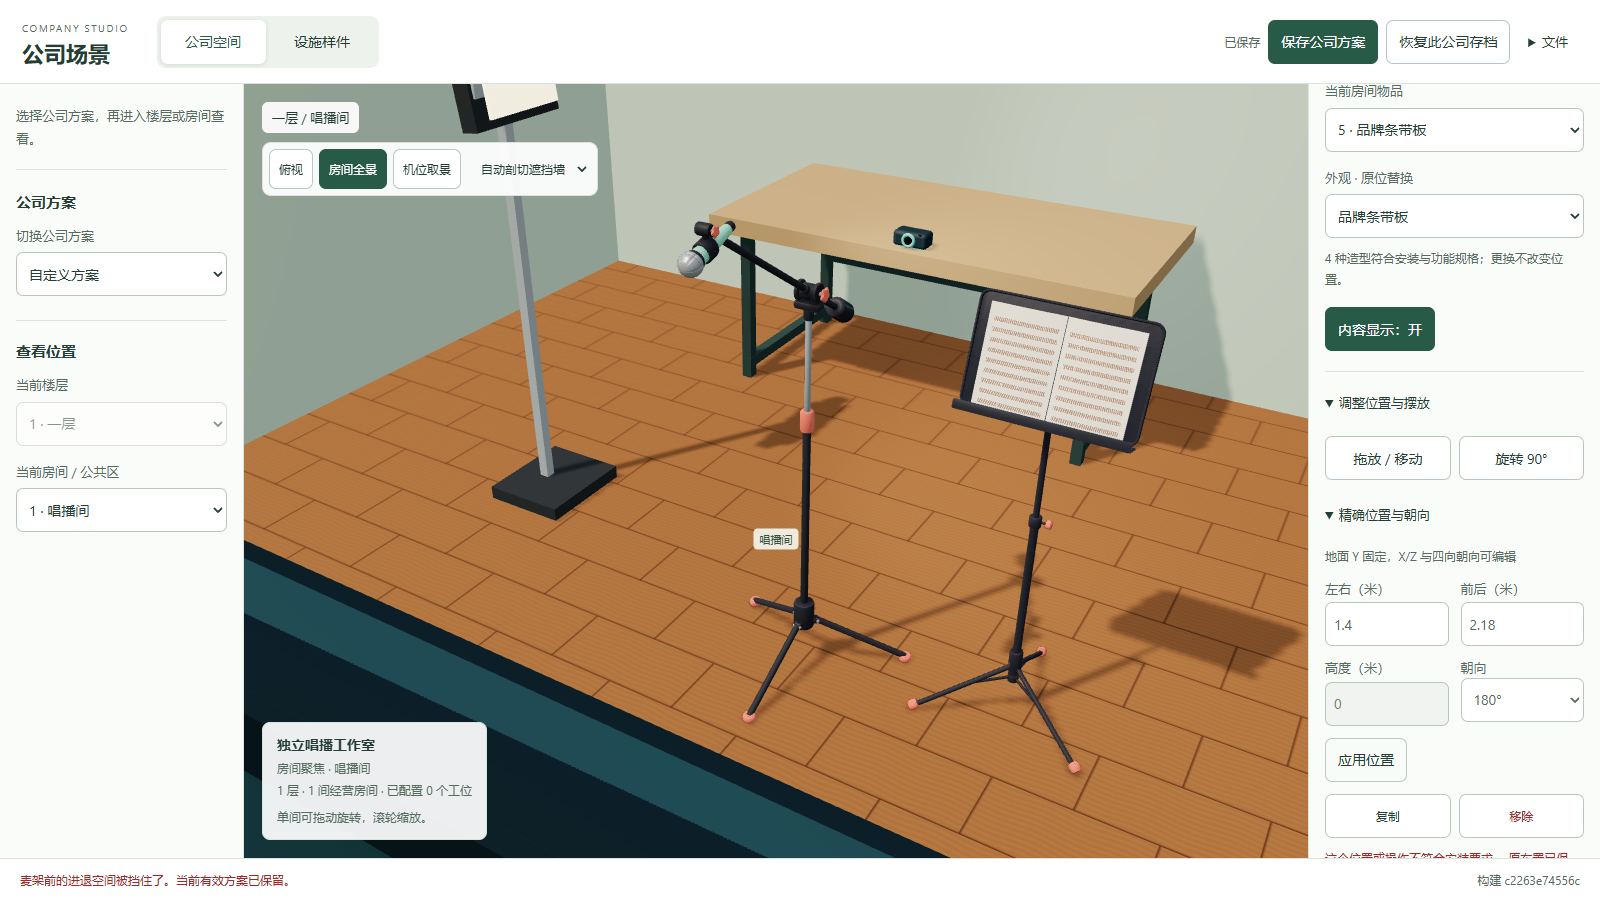 COMPANY STUDIO
公司场景
公司空间
设施样件
已保存
保存公司方案
恢复此公司存档
▶ 文件
选择公司方案，再进入楼层或房间查
看。
公司方案
切换公司方案
自定义方案
查看位置
当前楼层
1 · 一层
当前房间 / 公共区
1 · 唱播间
一层 / 唱播间
俯视
房间全景
机位取景
自动剖切遮挡墙
唱播间
独立唱播工作室
房间聚焦 · 唱播间
1 层 · 1 间经营房间 · 已配置 0 个工位
单间可拖动旋转，滚轮缩放。
当前房间物品
5 · 品牌条带板
外观 · 原位替换
品牌条带板
4 种造型符合安装与功能规格；更换不改变位
置。
内容显示：开
▼ 调整位置与摆放
拖放 / 移动
旋转 90°
▼ 精确位置与朝向
地面 Y 固定，X/Z 与四向朝向可编辑
左右（米）
前后（米）
1.4
2.18
高度（米）
朝向
0
180°
应用位置
复制
移除
麦架前的进退空间被挡住了。当前有效方案已保留。
构建 c2263e74556c